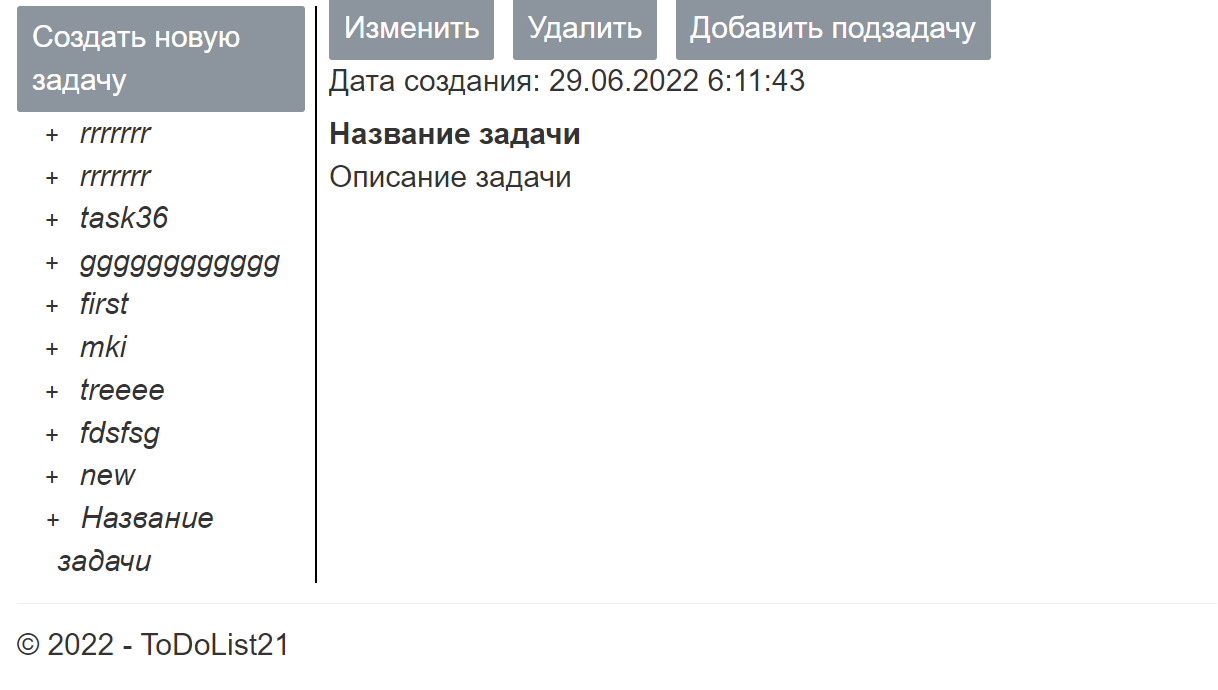 Создать новую
задачу
+ rrrrrrr
+ rrrrrrr
+ task36
+ gggggggggggg
+ first
+ mki
+ treeee
+ fdsfsg
+ new
+ Название
задачи
Изменить Удалить Добавить подзадачу
Дата создания: 29.06.2022 6:11:43
Название задачи
Описание задачи
© 2022 - ToDoList21